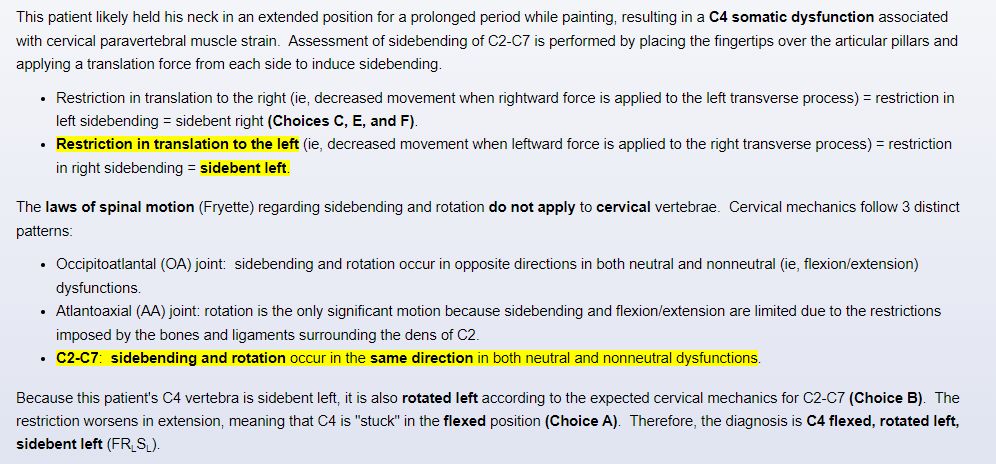 This patient likely held his neck in an extended position for a prolonged period while painting, resulting in a C4 somatic dysfunction associated
with cervical paravertebral muscle strain.  Assessment of sidebending of C2-C7 is performed by placing the fingertips over the articular pillars and
applying a translation force from each side to induce sidebending.
• Restriction in translation to the right (ie, decreased movement when rightward force is applied to the left transverse process) = restriction in
left sidebending = sidebent right (Choices C, E, and F).
• Restriction in translation to the left (ie, decreased movement when leftward force is applied to the right transverse process) = restriction
in right sidebending = sidebent left.
The laws of spinal motion (Fryette) regarding sidebending and rotation do not apply to cervical vertebrae.  Cervical mechanics follow 3 distinct
patterns:
• Occipitoatlantal (OA) joint:  sidebending and rotation occur in opposite directions in both neutral and nonneutral (ie, flexion/extension)
dysfunctions.
• Atlantoaxial (AA) joint: rotation is the only significant motion because sidebending and flexion/extension are limited due to the restrictions
imposed by the bones and ligaments surrounding the dens of C2.
• C2-C7:  sidebending and rotation occur in the same direction in both neutral and nonneutral dysfunctions.
Because this patient's C4 vertebra is sidebent left, it is also rotated left according to the expected cervical mechanics for C2-C7 (Choice B).  The
restriction worsens in extension, meaning that C4 is "stuck" in the flexed position (Choice A).  Therefore, the diagnosis is C4 flexed, rotated left,
sidebent left (FRLSL).